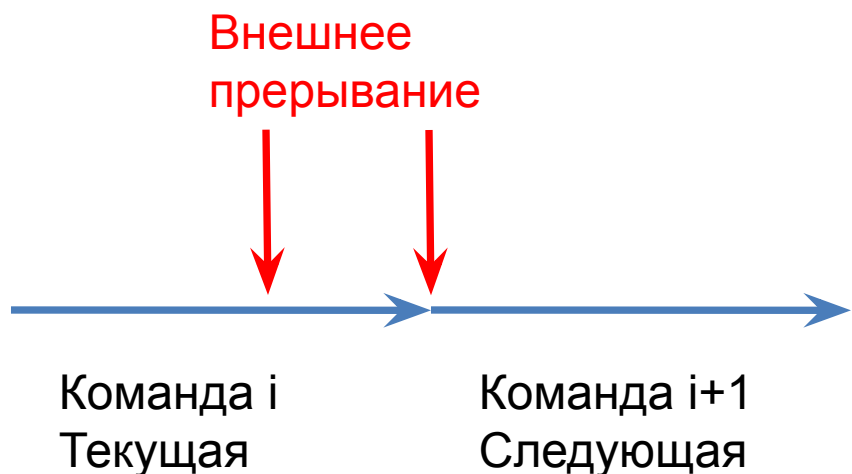 Внешнее
прерывание
Команда i
Текущая
Команда i+1
Следующая